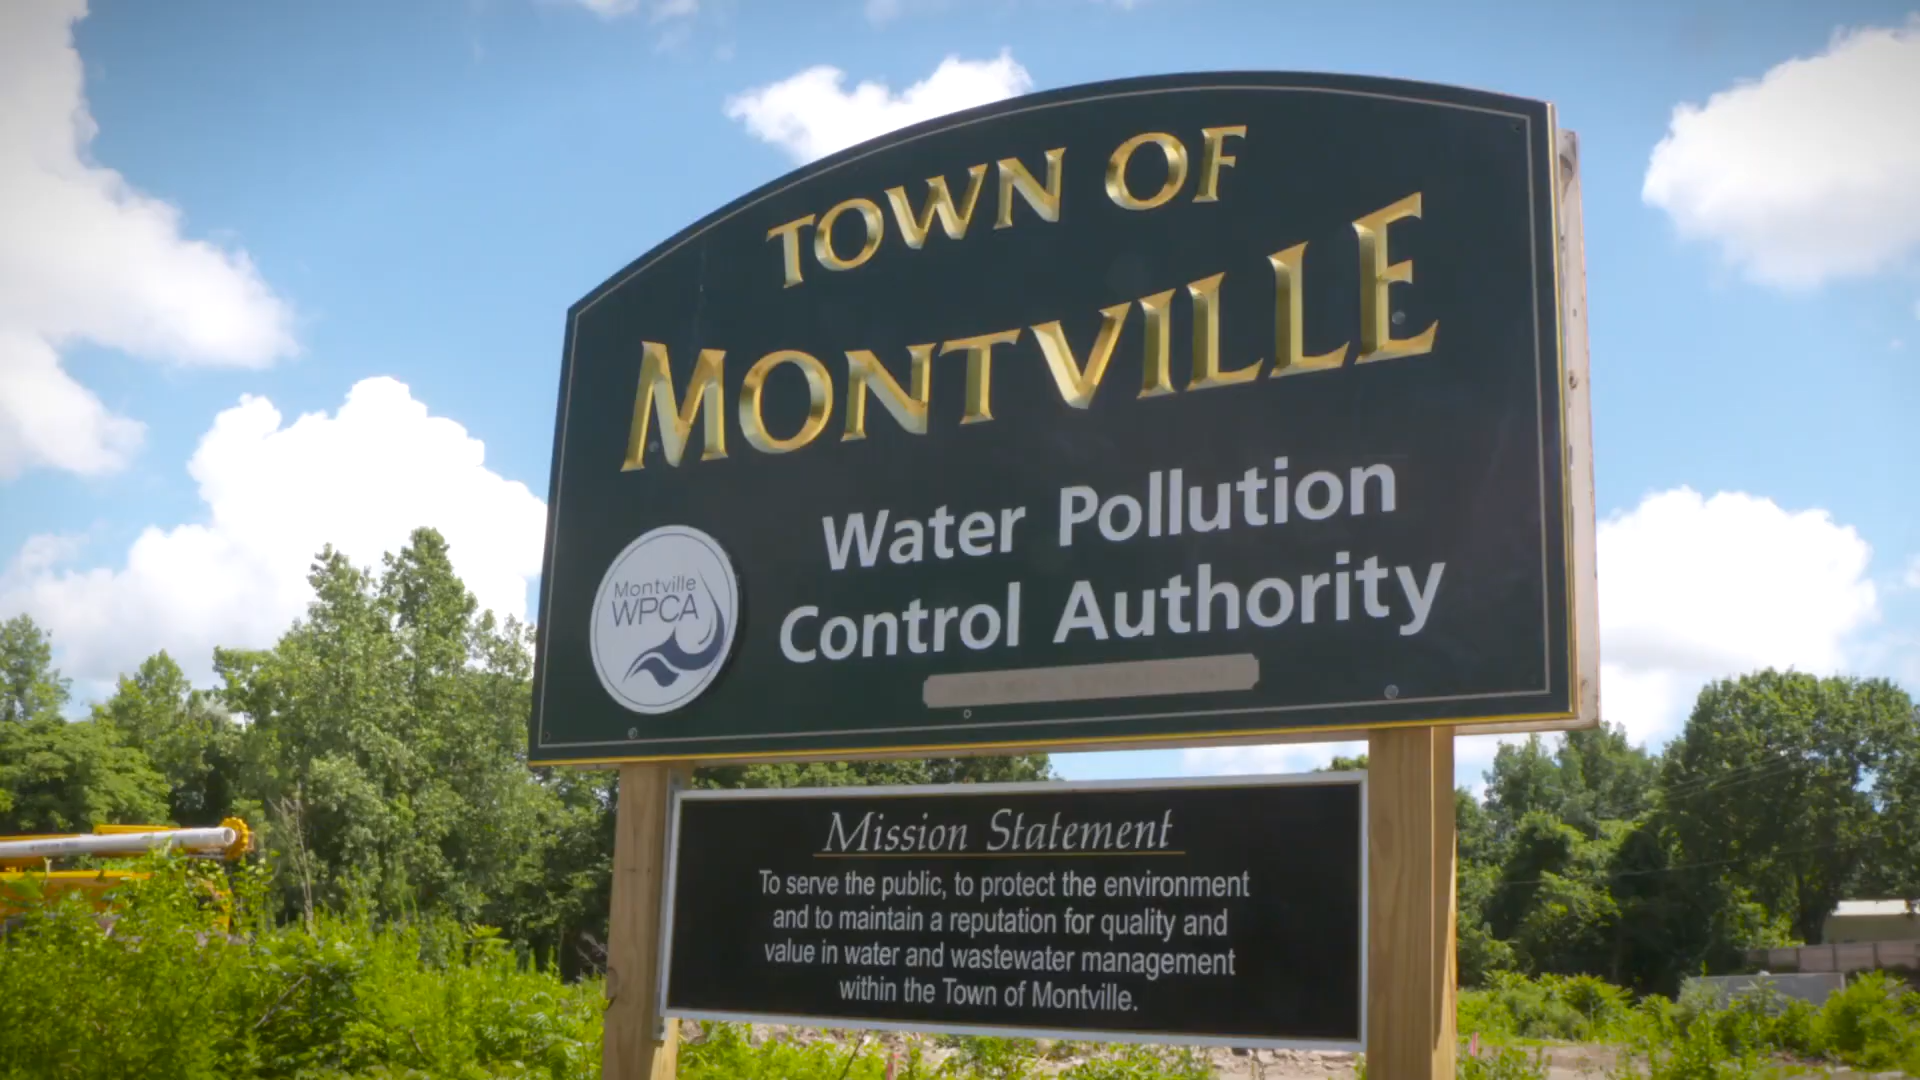 TOWN OF
MONTVILLE
Water Pollution
Control Authority
Montville
WPCA
Mission Statement
To serve the public, to protect the environment
and to maintain a reputation for quality and
value in water and wastewater management
within the Town of Montville.